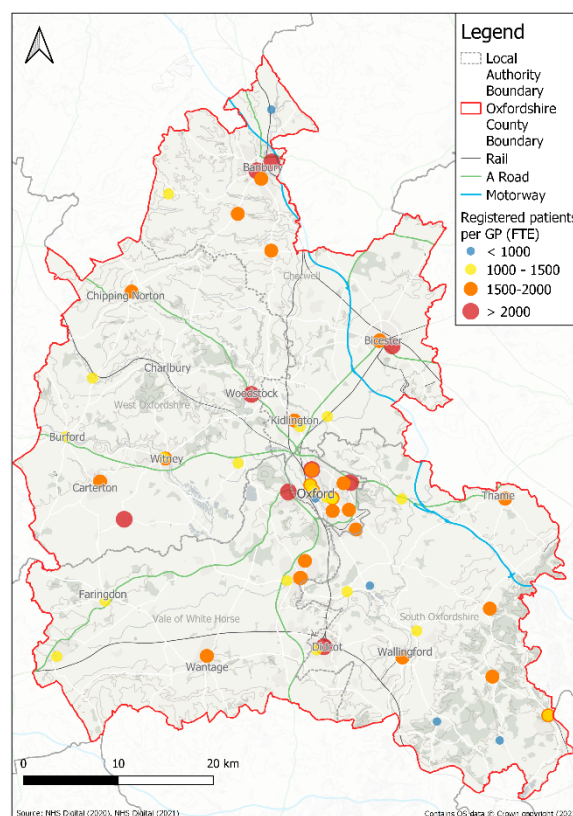 Legend
Local
Authority
Boundary
Oxfordshire
County
Boundary
Rail
A Road
Motorway
Registered patients
per GP (FTE)
< 1000
1000 - 1500
1500-2000
> 2000
Banbury
Cherwell
Chipping Norton
Bicester
Charlbury
Woodstock
West Oxfordshire
Kidlington
Burford
Witney
Carterton
Oxford
Thame
Faringdon
Vale of White Horse
South Oxfordshire
Didcot
Wallingford
Wantage
0 10 20 km
Source: NHS Digital (2020), NHS Digital (2021)
Contains OS data © Crown copyright